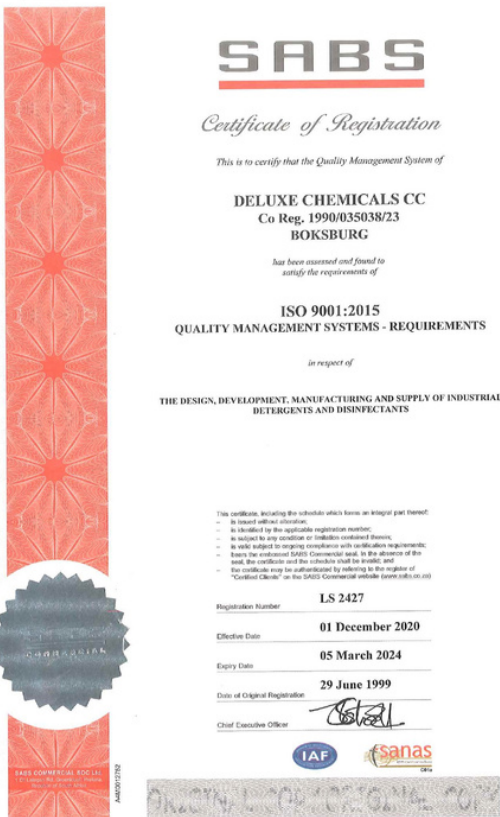 SABS
Certificate of Registration
This is to certify that the Quality Management System of
DELUXE CHEMICALS CC
Co Reg. 1990/035038/23
BOKSBURG
has been assessed and found to
satisfy the requirements of
ISO 9001:2015
QUALITY MANAGEMENT SYSTEMS - REQUIREMENTS
in respect of
THE DESIGN, DEVELOPMENT, MANUFACTURING AND SUPPLY OF INDUSTRIAL
DETERGENTS AND DISINFECTANTS
This certificate, including the schedule which forms an integral part thereof:
- is issued without alteration;
- is identified by the applicable registration number;
- is subject to any condition or limitation contained therein;
- is valid subject to ongoing compliance with certification requirements;
- bears the embossed SABS Commercial seal. In the absence of the
seal, the certificate and the schedule shall be invalid; and
- the certificate may be authenticated by referring to the register of
"Certified Clients" on the SABS Commercial website (www.sabs.co.za)
Registration Number LS 2427
Effective Date 01 December 2020
Expiry Date 05 March 2024
Date of Original Registration 29 June 1999
Chief Executive Officer
IAF
sanas
COMMERCIAL
SABS COMMERCIAL SOC Ltd